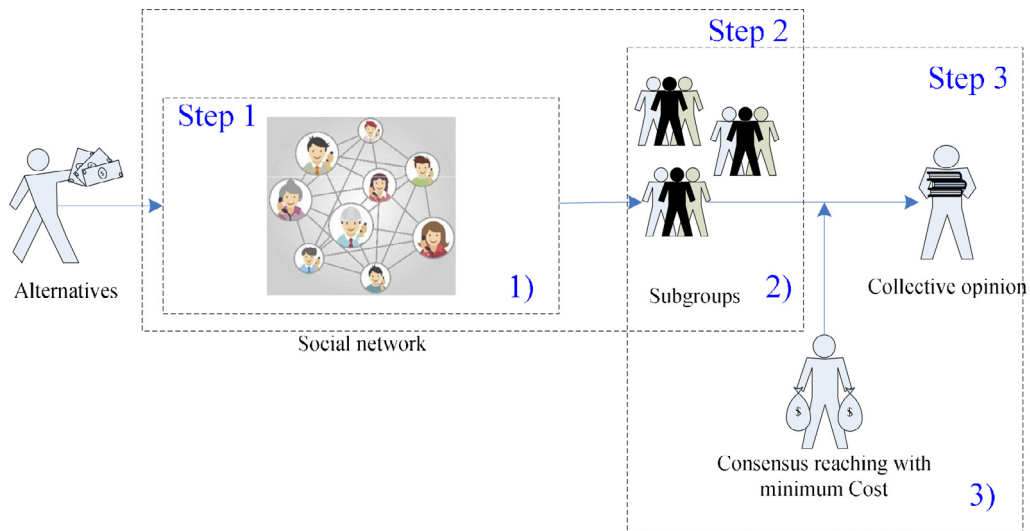 Step 2
Step 3
Step 1
$
1)
2)
Alternatives
Subgroups
Collective opinion
Social network
$ $
Consensus reaching with
minimum Cost
3)